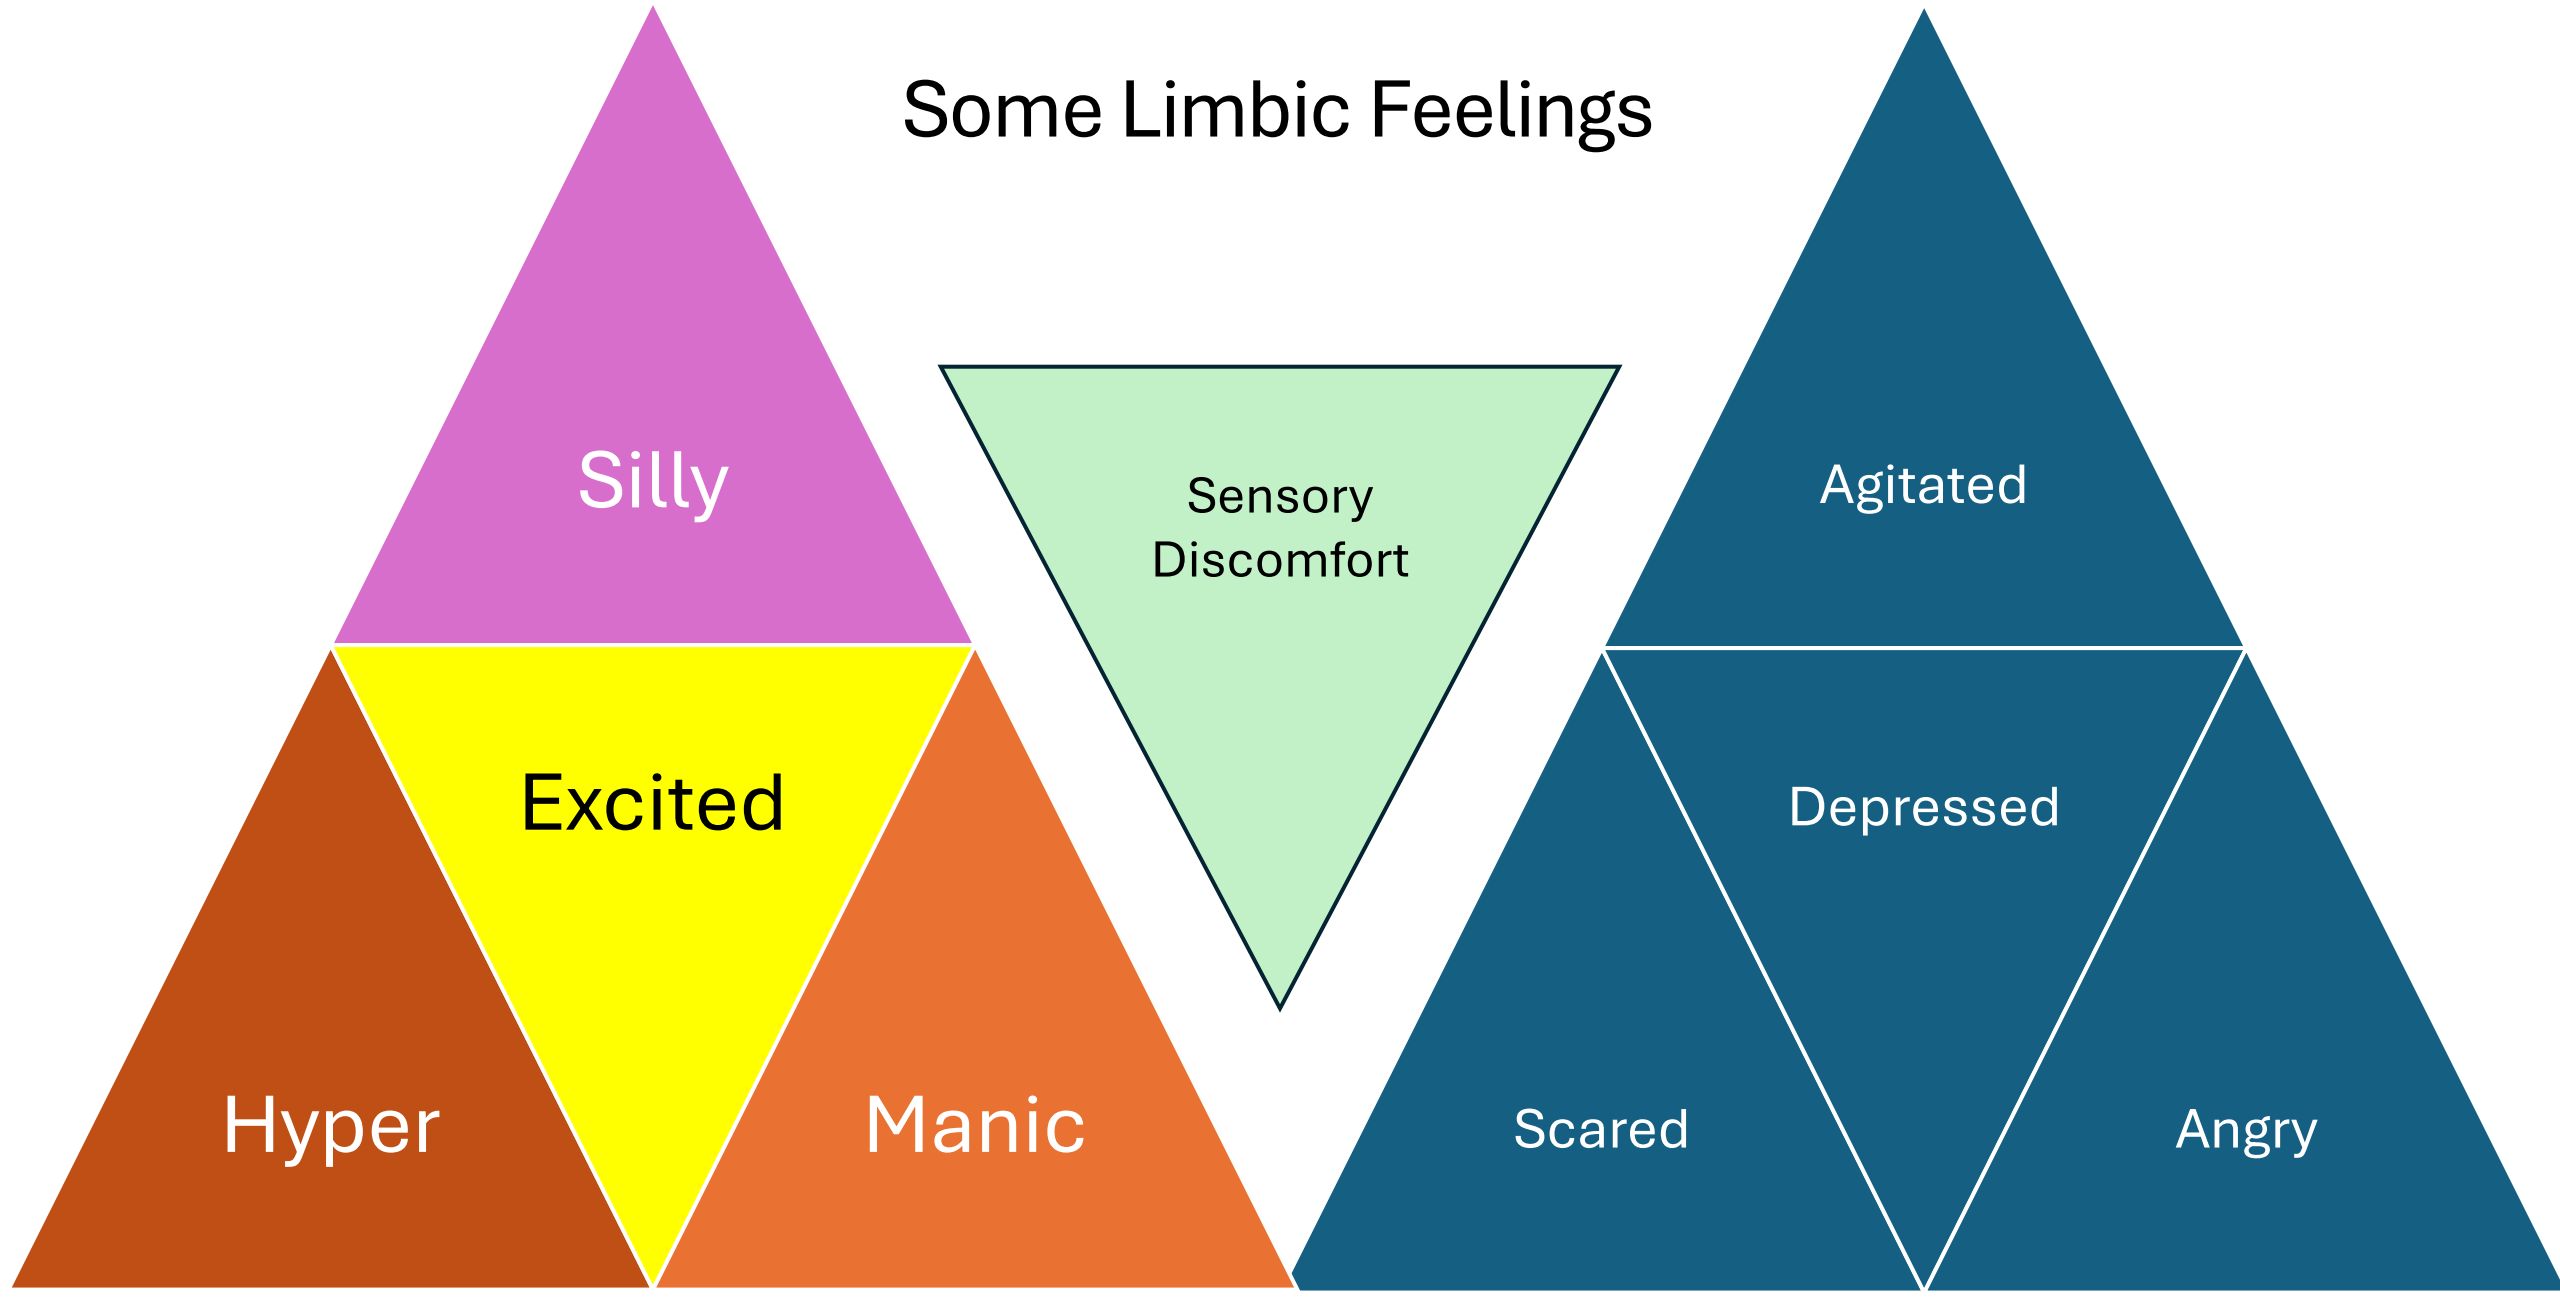 Some Limbic Feelings
Silly
Excited
Hyper
Manic
Sensory
Discomfort
Agitated
Depressed
Scared
Angry